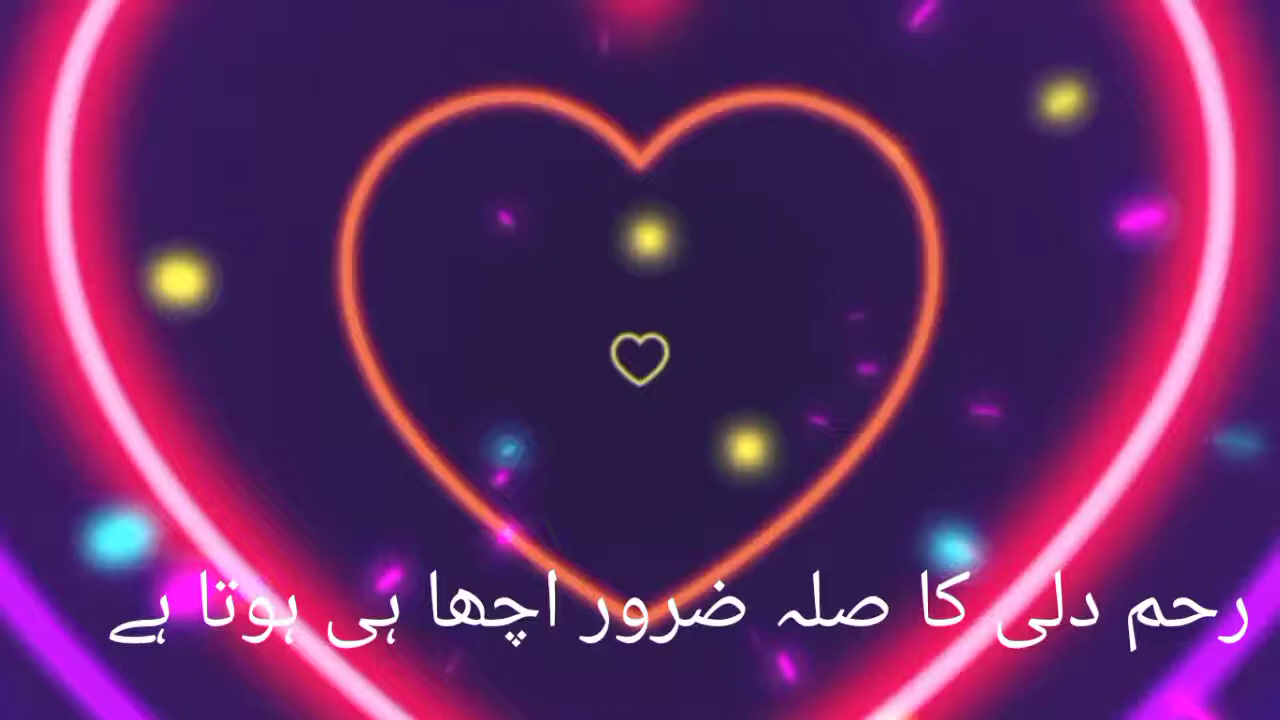 رحم دلی کا صلہ ضرور اچھا ہی ہوتا ہے